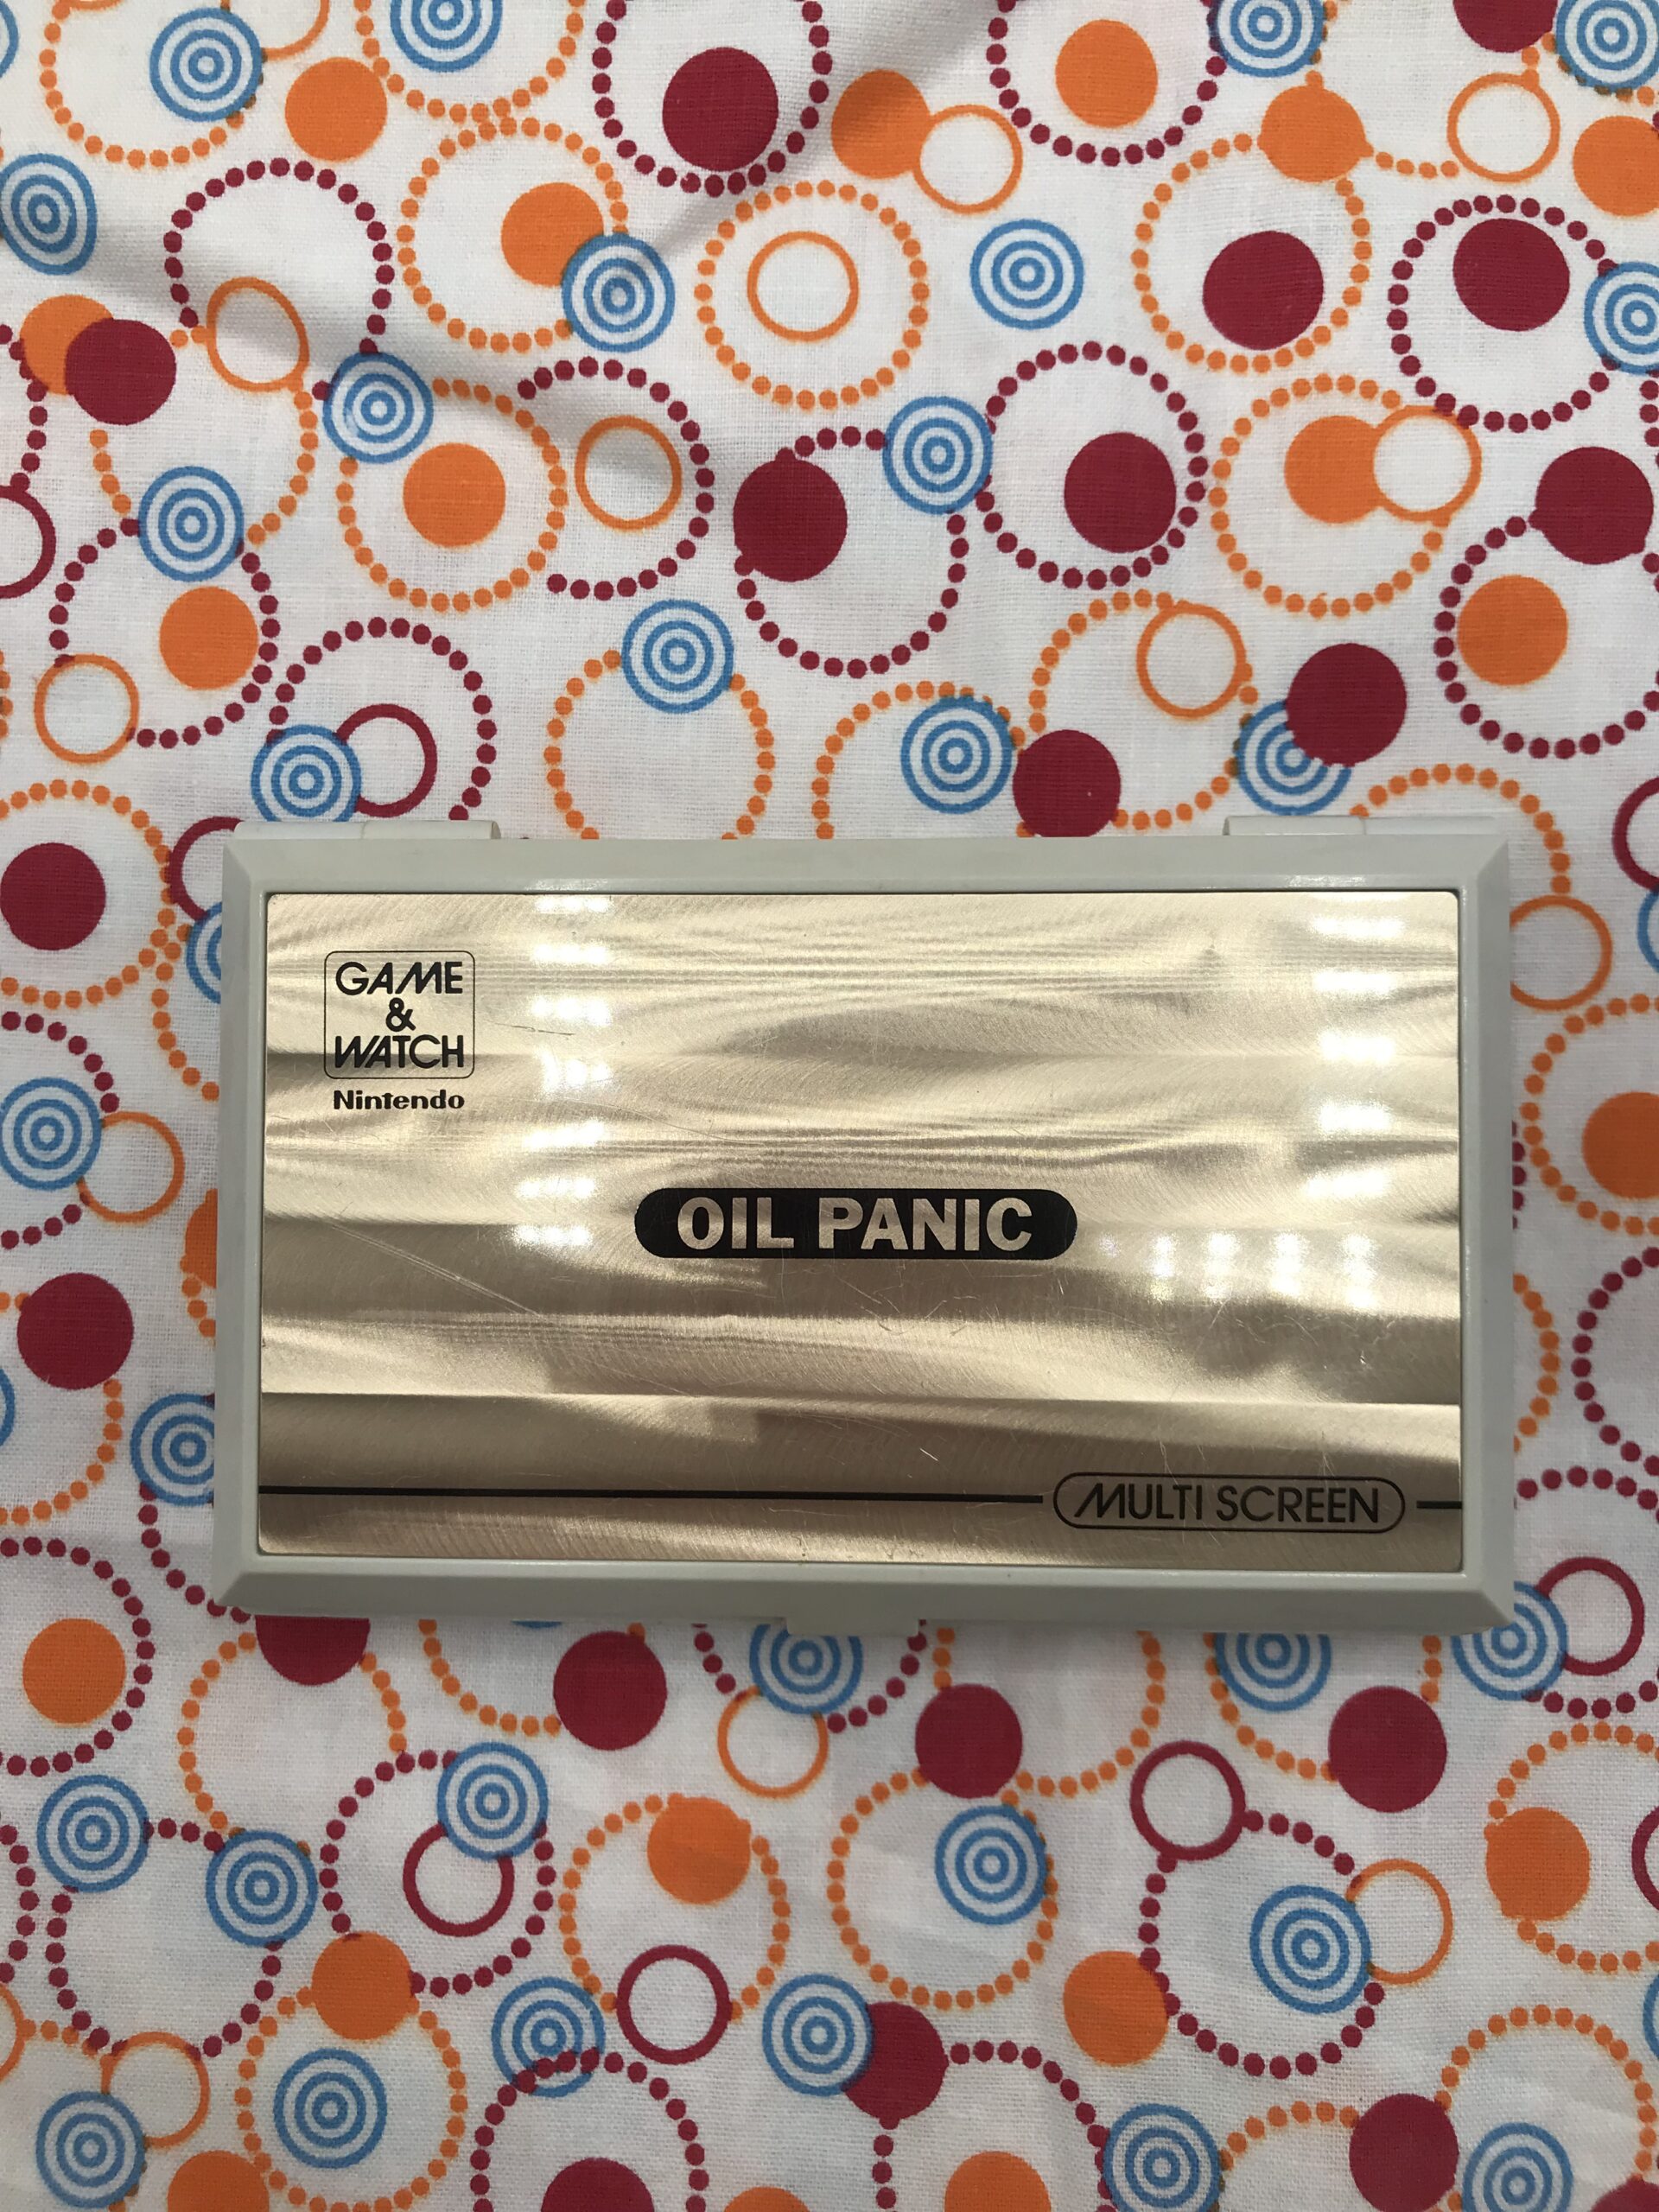 GAME
&
WATCH
Nintendo
OIL PANIC
MULTI SCREEN